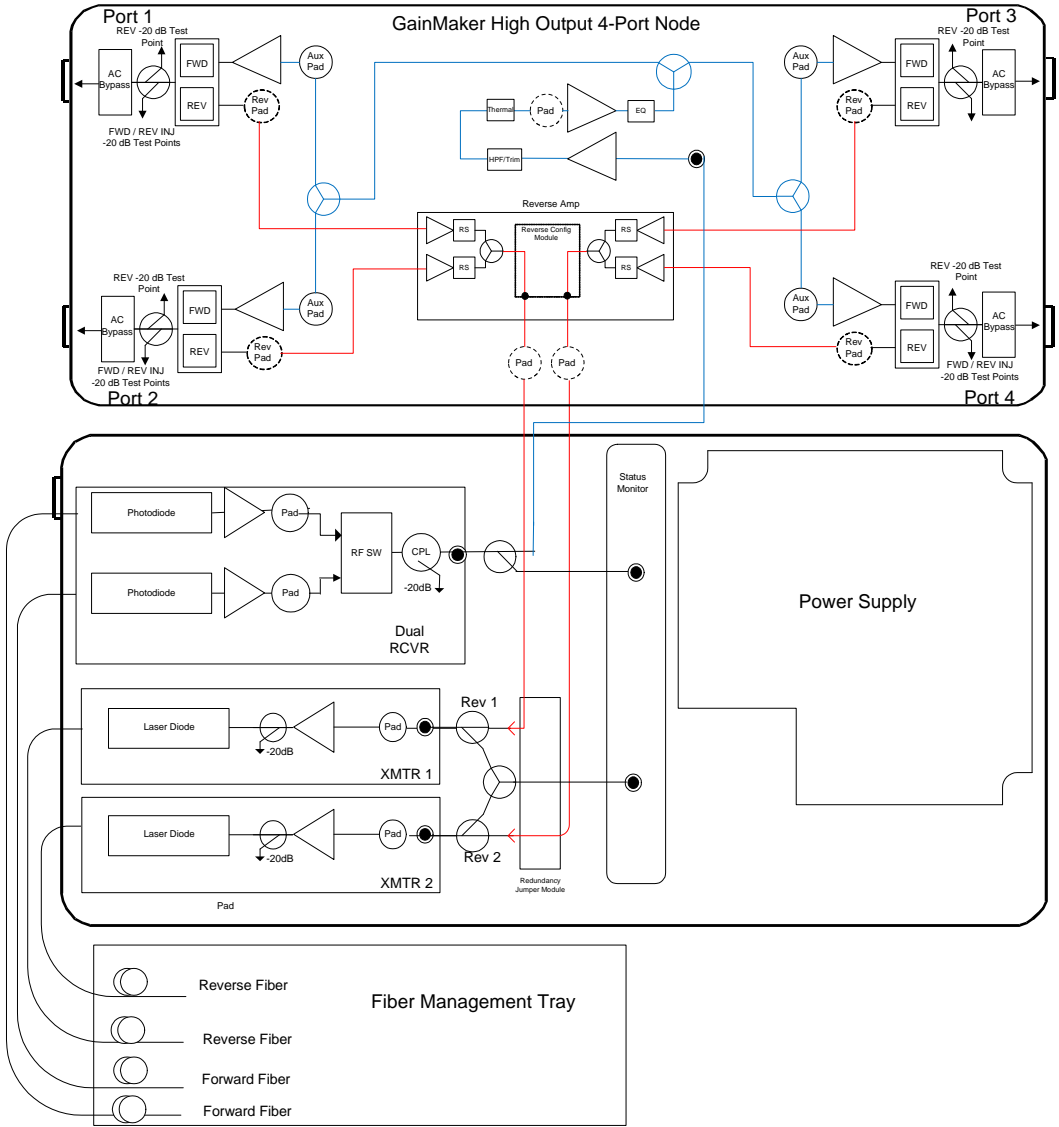 GainMaker High Output 4-Port Node
Port 1
REV -20 dB Test
Point
AC
Bypass
FWD
REV
Aux
Pad
Rev
Pad
FWD / REV INJ
-20 dB Test Points
Port 3
REV -20 dB Test
Point
Aux
Pad
Rev
Pad
FWD
REV
AC
Bypass
FWD / REV INJ
-20 dB Test Points
Thermal
Pad
EQ
HPF/Trim
Reverse Amp
RS
RS
Reverse Config
Module
RS
RS
REV -20 dB Test
Point
AC
Bypass
FWD
REV
Aux
Pad
Rev
Pad
FWD / REV INJ
-20 dB Test Points
Port 2
REV -20 dB Test
Point
Aux
Pad
Rev
Pad
FWD
REV
AC
Bypass
FWD / REV INJ
-20 dB Test Points
Port 4
Pad
Pad
Photodiode
Pad
Photodiode
Pad
RF SW
CPL
-20dB
Dual
RCVR
Status
Monitor
Power Supply
Laser Diode
-20dB
Pad
XMTR 1
Rev 1
Laser Diode
-20dB
Pad
XMTR 2
Rev 2
Redundancy
Jumper Module
Pad
Fiber Management Tray
Reverse Fiber
Reverse Fiber
Forward Fiber
Forward Fiber